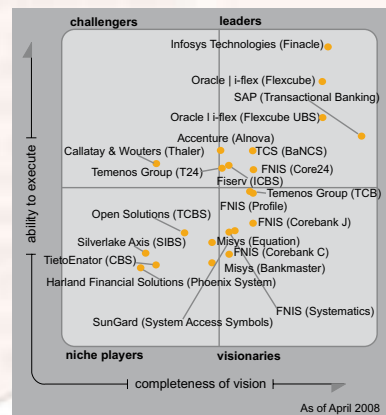 challengers
leaders
Infosys Technologies (Finacle)
Oracle | i-flex (Flexcube)
SAP (Transactional Banking)
Oracle I i-flex (Flexcube UBS)
Accenture (Alnova)
Callatay & Wouters (Thaler)
TCS (BaNCS)
Temenos Group (T24)
FNIS (Core24)
Fiserv (ICBS)
Temenos Group (TCB)
FNIS (Profile)
Open Solutions (TCBS)
FNIS (Corebank J)
Silverlake Axis (SIBS)
Misys (Equation)
FNIS (Corebank C)
TietoEnator (CBS)
Misys (Bankmaster)
Harland Financial Solutions (Phoenix System)
FNIS (Systematics)
SunGard (System Access Symbols)
niche players
visionaries
ability to execute
completeness of vision
As of April 2008